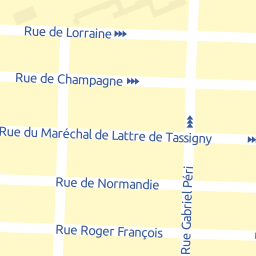 Rue de Lorraine
Rue de Champagne
Rue du Maréchal de Lattre de Tassigny
Rue de Normandie
Rue Gabriel Péri
Rue Roger François